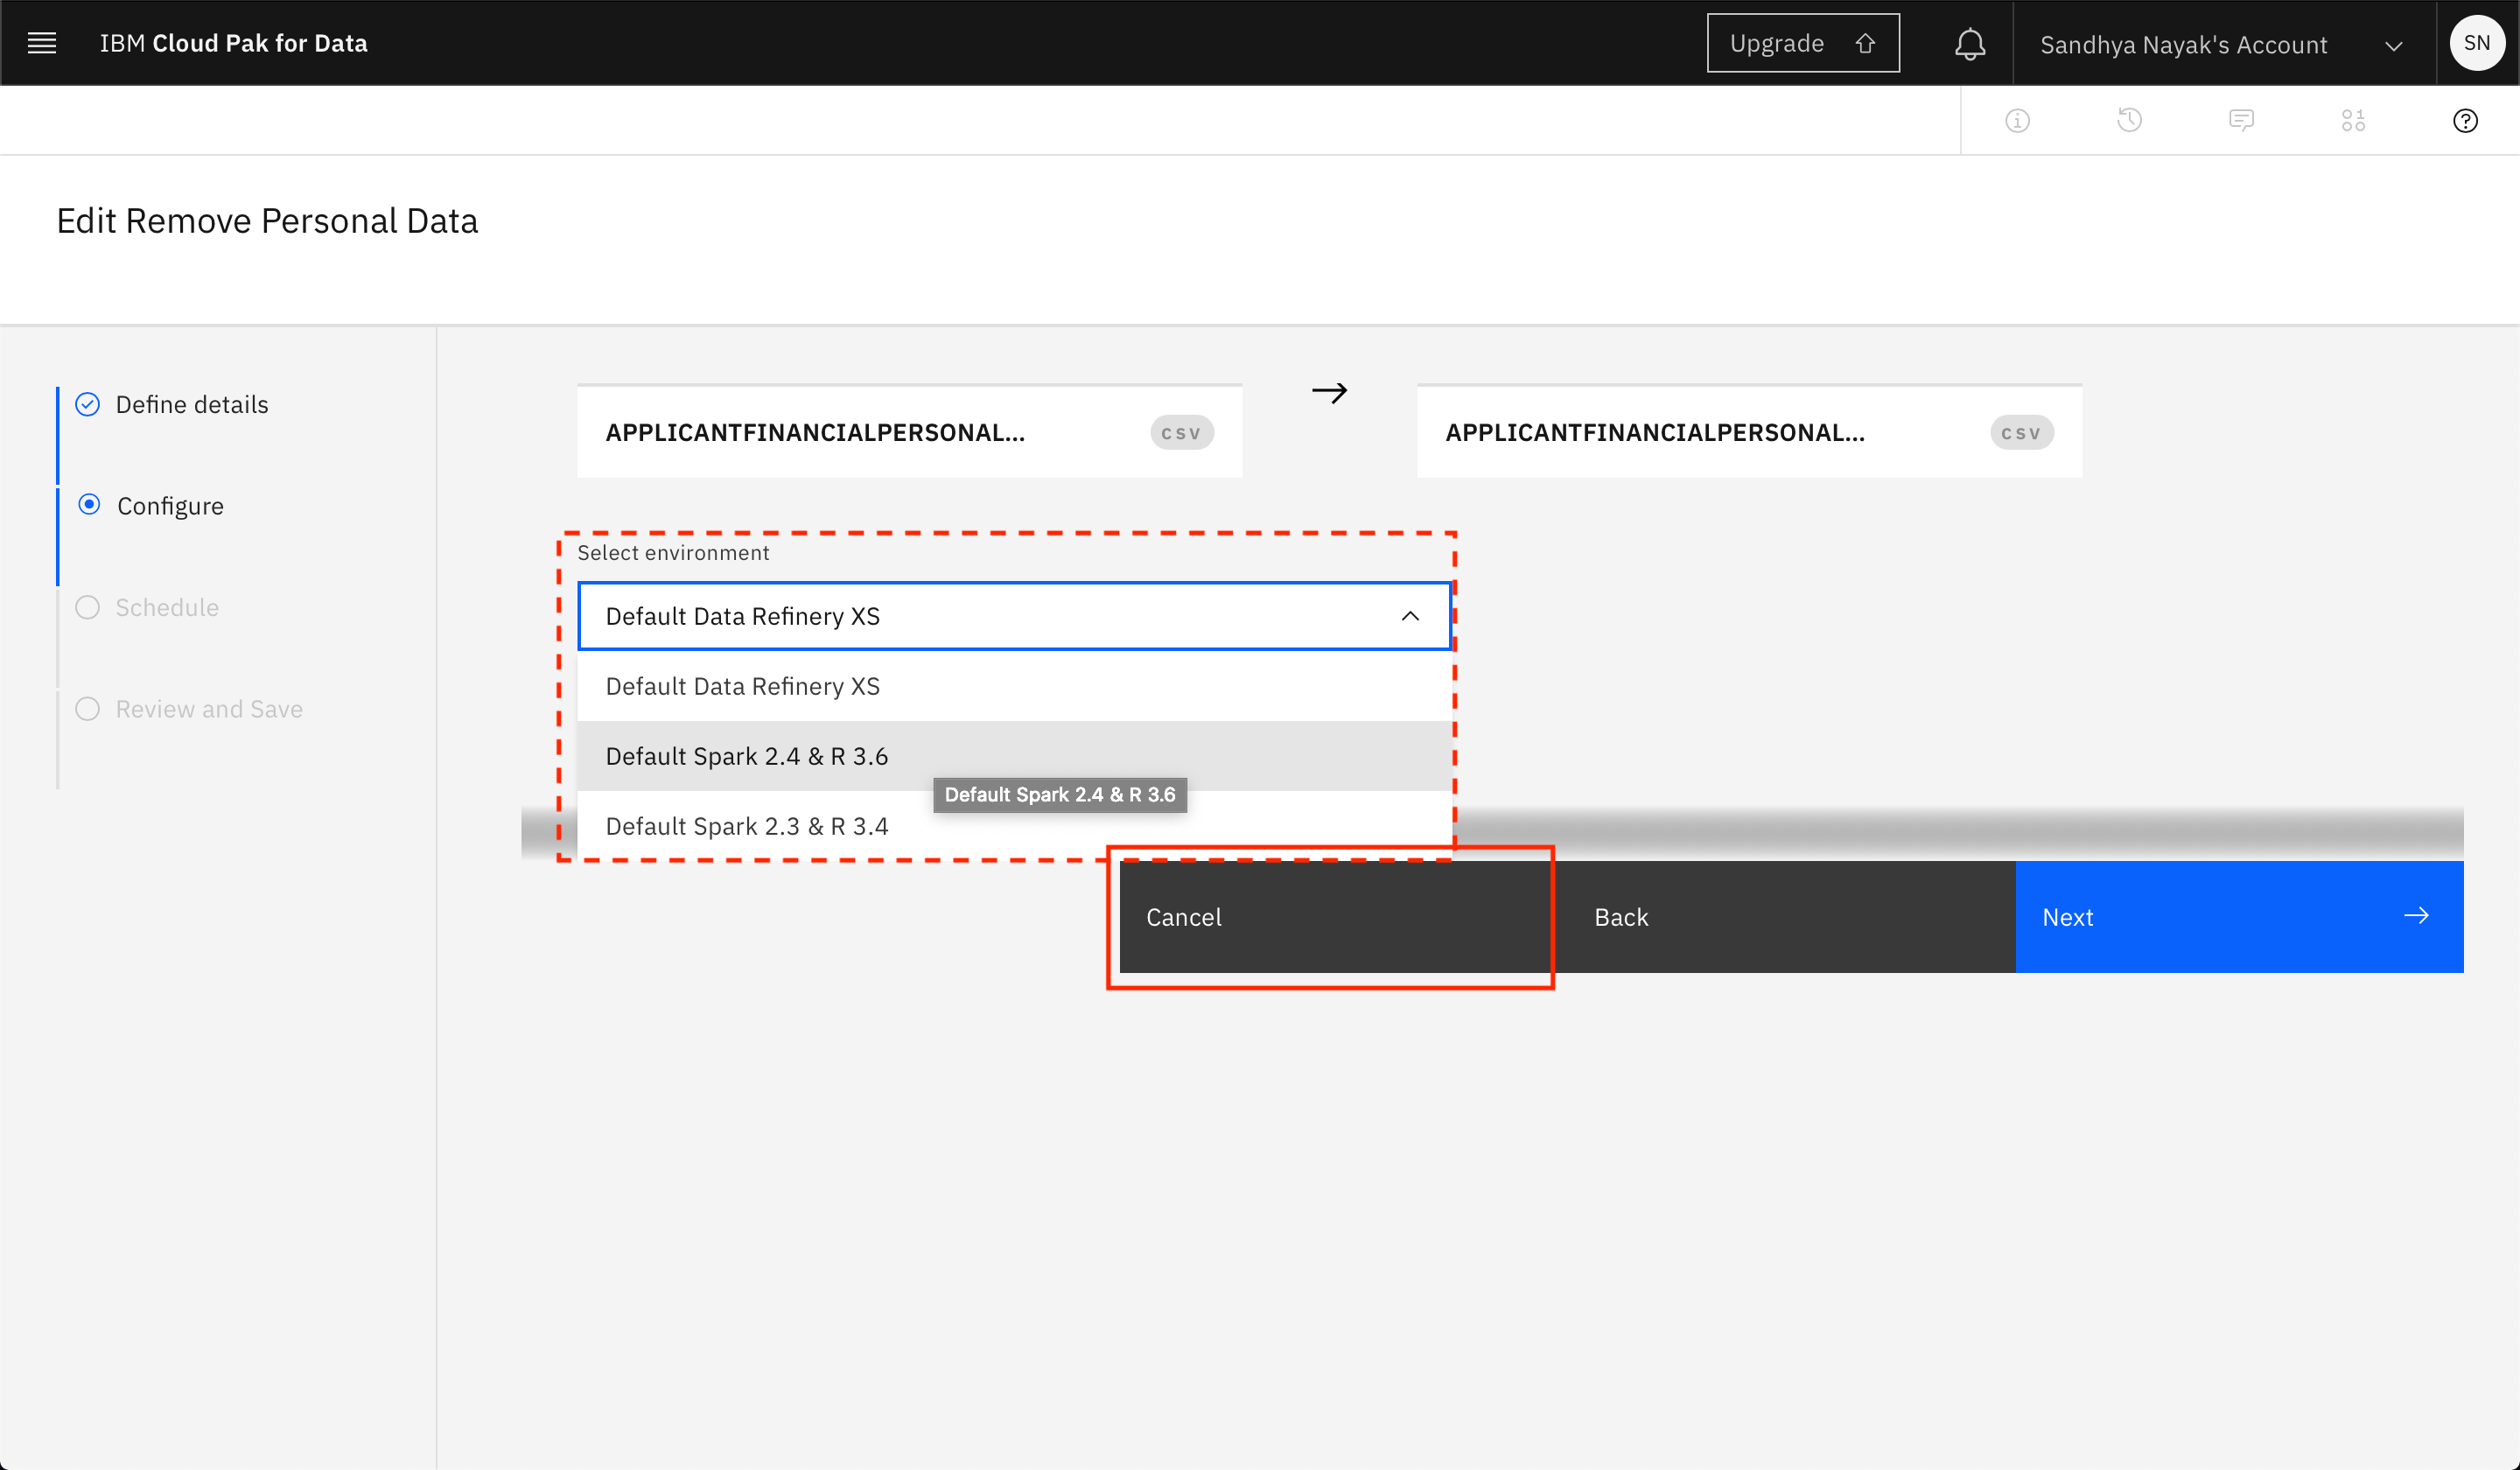 IBM Cloud Pak for Data
Upgrade
Sandhya Nayak's Account
SN
Edit Remove Personal Data
Define details
Configure
Schedule
Review and Save
APPLICANTFINANCIALPERSONAL...
CSV
APPLICANTFINANCIALPERSONAL...
CSV
Select environment
Default Data Refinery XS
Default Data Refinery XS
Default Spark 2.4 & R 3.6
Default Spark 2.4 & R 3.6
Default Spark 2.3 & R 3.4
Cancel
Back
Next